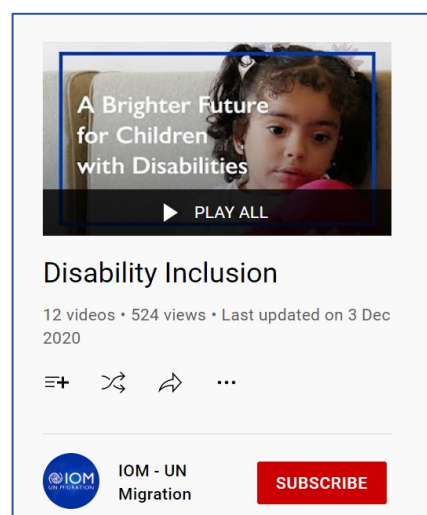 A Brighter Future
for Children
with Disabilities
PLAY ALL
Disability Inclusion
12 videos • 524 views • Last updated on 3 Dec
2020
IOM
UN MIGRATION
IOM - UN
Migration
SUBSCRIBE